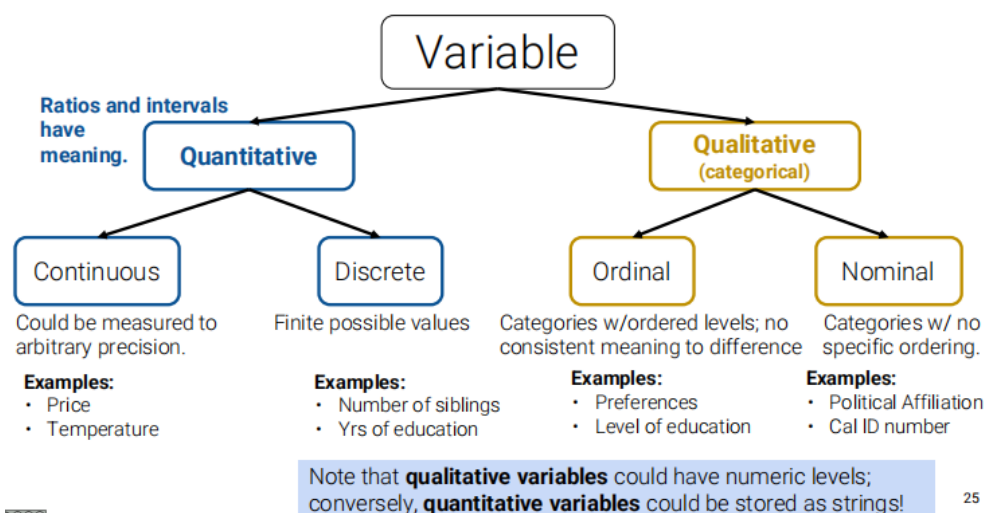 Variable
Ratios and intervals
have
meaning.
Quantitative
Qualitative
(categorical)
Continuous
Discrete
Ordinal
Nominal
Could be measured to
arbitrary precision.
Examples:
• Price
• Temperature
Finite possible values
Examples:
• Number of siblings
• Yrs of education
Categories w/ordered levels; no
consistent meaning to difference
Examples:
• Preferences
• Level of education
Categories w/ no
specific ordering.
Examples:
• Political Affiliation
• Cal ID number
Note that qualitative variables could have numeric levels;
conversely, quantitative variables could be stored as strings!
25